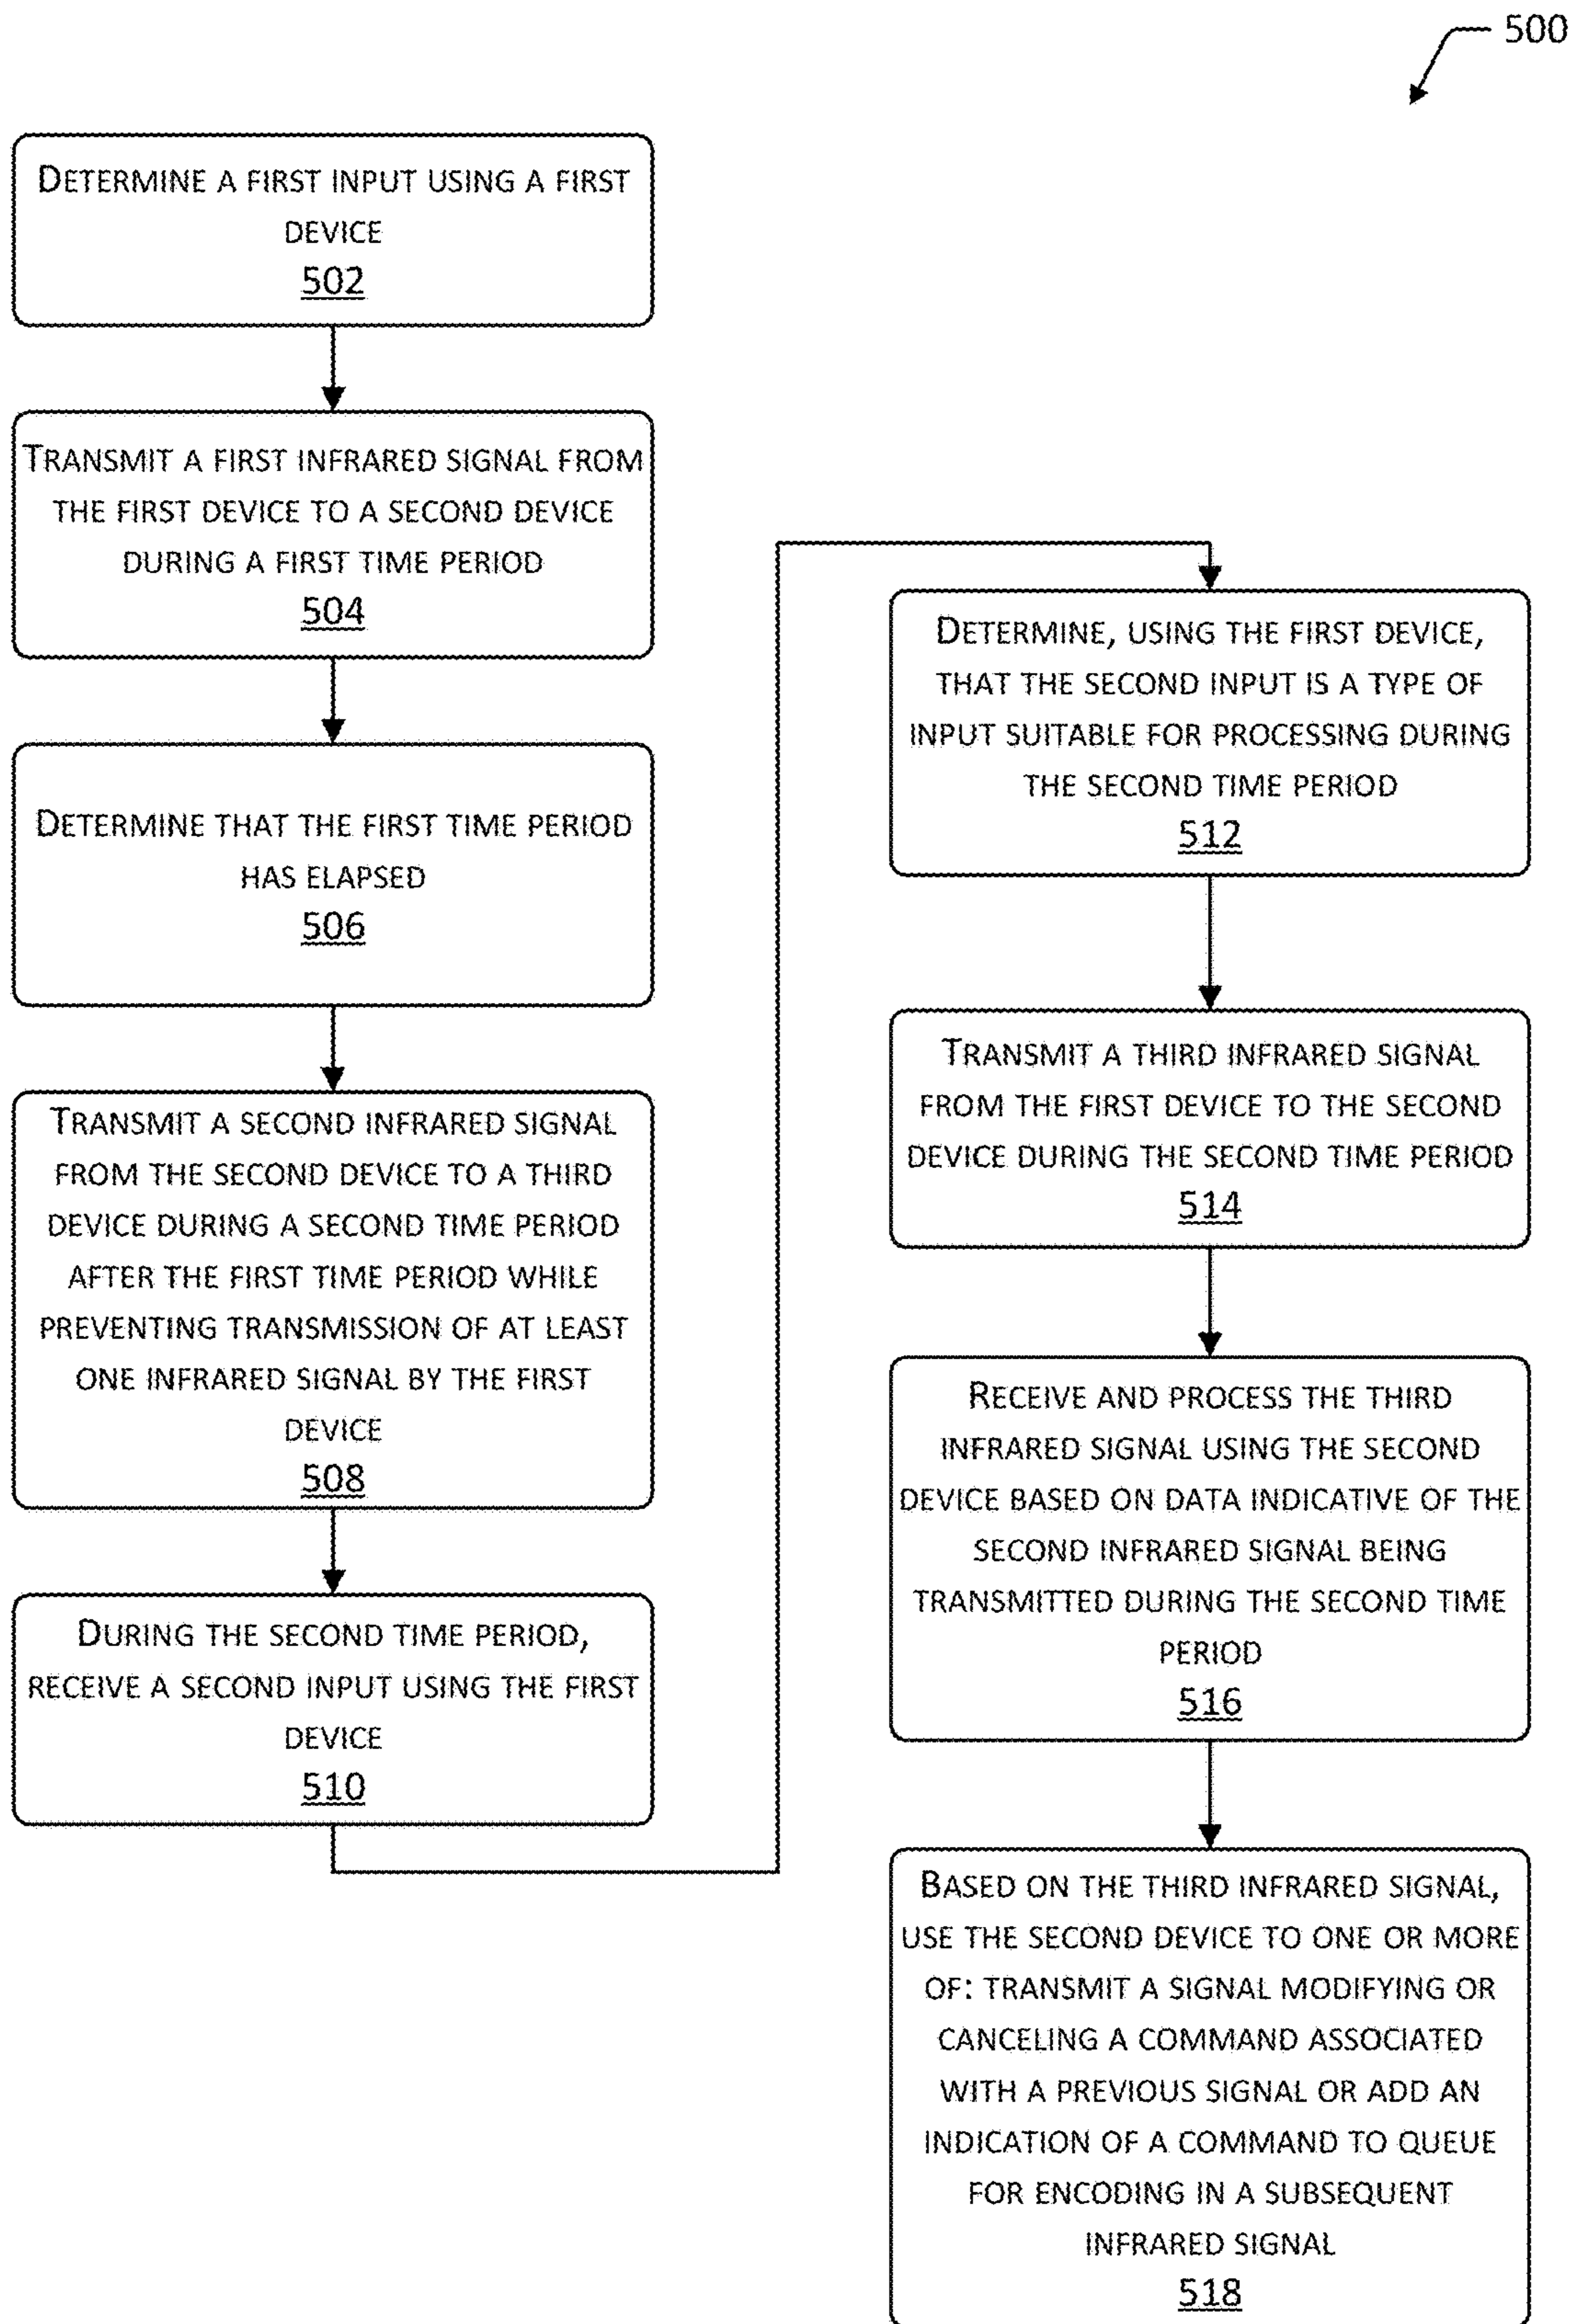 500
DETERMINE A FIRST INPUT USING A FIRST
DEVICE
502
TRANSMIT A FIRST INFRARED SIGNAL FROM
THE FIRST DEVICE TO A SECOND DEVICE
DURING A FIRST TIME PERIOD
504
DETERMINE THAT THE FIRST TIME PERIOD
HAS ELAPSED
506
TRANSMIT A SECOND INFRARED SIGNAL
FROM THE SECOND DEVICE TO A THIRD
DEVICE DURING A SECOND TIME PERIOD
AFTER THE FIRST TIME PERIOD WHILE
PREVENTING TRANSMISSION OF AT LEAST
ONE INFRARED SIGNAL BY THE FIRST
DEVICE
508
DURING THE SECOND TIME PERIOD,
RECEIVE A SECOND INPUT USING THE FIRST
DEVICE
510
DETERMINE, USING THE FIRST DEVICE,
THAT THE SECOND INPUT IS A TYPE OF
INPUT SUITABLE FOR PROCESSING DURING
THE SECOND TIME PERIOD
512
TRANSMIT A THIRD INFRARED SIGNAL
FROM THE FIRST DEVICE TO THE SECOND
DEVICE DURING THE SECOND TIME PERIOD
514
RECEIVE AND PROCESS THE THIRD
INFRARED SIGNAL USING THE SECOND
DEVICE BASED ON DATA INDICATIVE OF THE
SECOND INFRARED SIGNAL BEING
TRANSMITTED DURING THE SECOND TIME
PERIOD
516
BASED ON THE THIRD INFRARED SIGNAL,
USE THE SECOND DEVICE TO ONE OR MORE
OF: TRANSMIT A SIGNAL MODIFYING OR
CANCELING A COMMAND ASSOCIATED
WITH A PREVIOUS SIGNAL OR ADD AN
INDICATION OF A COMMAND TO QUEUE
FOR ENCODING IN A SUBSEQUENT
INFRARED SIGNAL
518